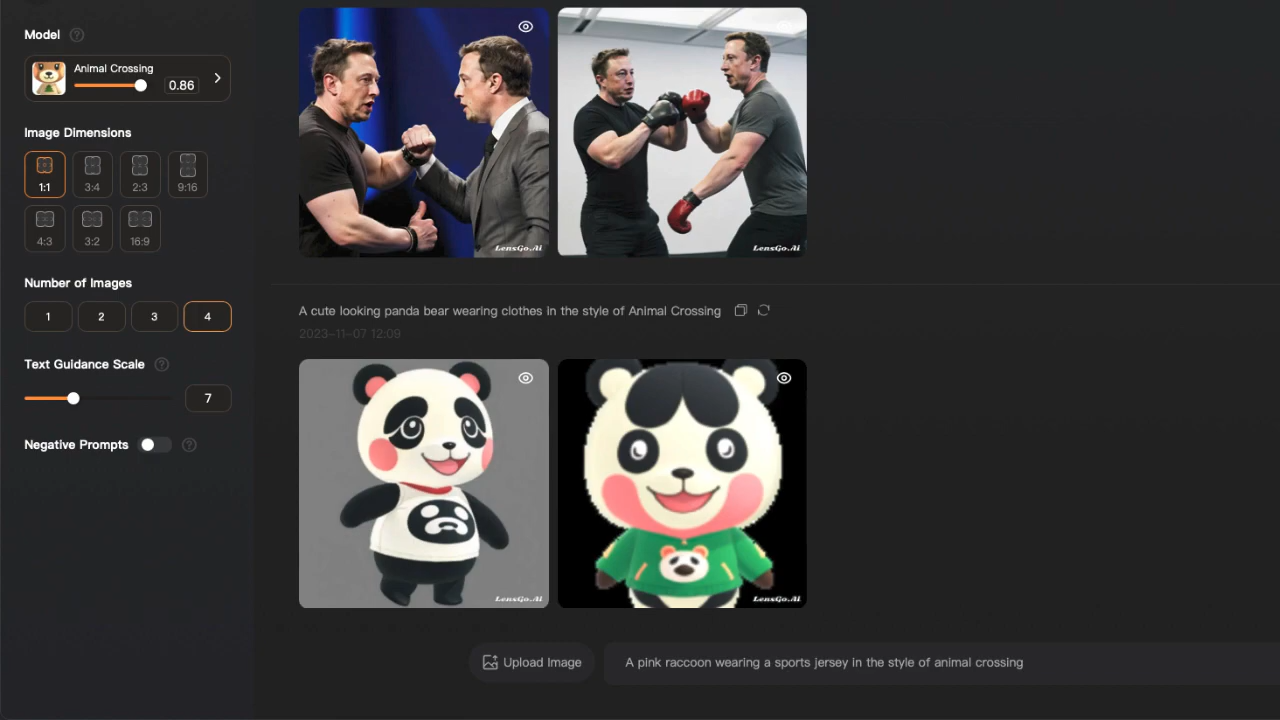 Model
Animal Crossing
0.86
Image Dimensions
1:1
3:4
2:3
9:16
4:3
3:2
16:9
Number of Images
1
2
3
4
Text Guidance Scale
7
Negative Prompts
LensGo.Ai
LensGo.Ai
A cute looking panda bear wearing clothes in the style of Animal Crossing
2023-11-07 12:09
LensGo.Ai
LensGo.Ai
Upload Image
A pink raccoon wearing a sports jersey in the style of animal crossing